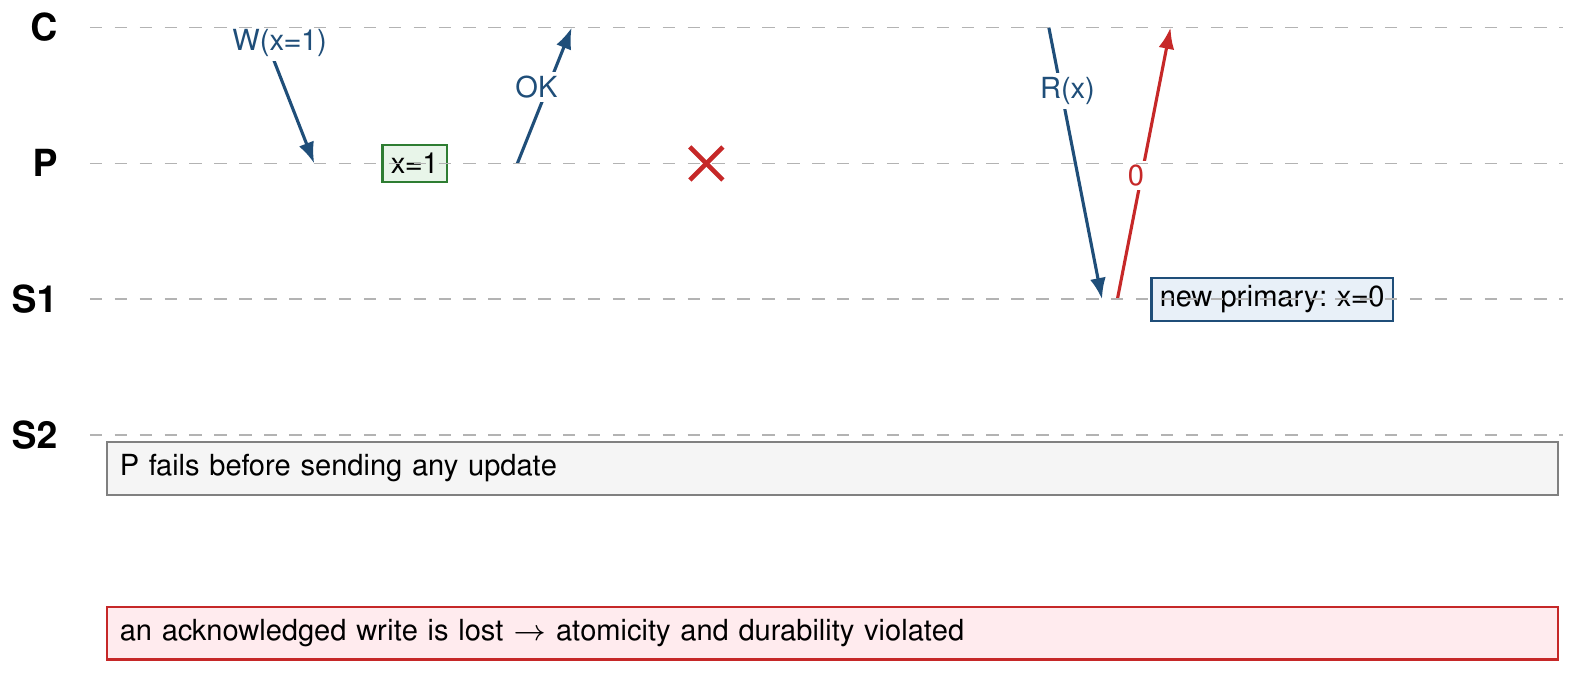 C
W(x=1)
OK
R(x)
P
x=1
0
S1
new primary: x=0
S2
P fails before sending any update
an acknowledged write is lost → atomicity and durability violated